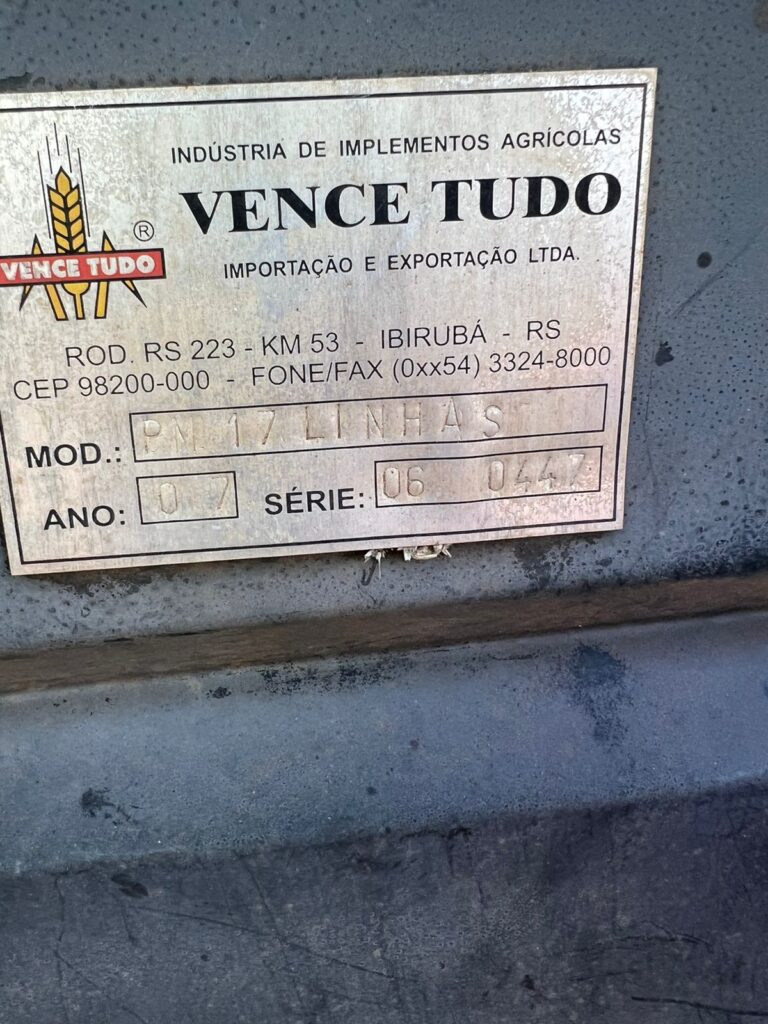 INDÚSTRIA DE IMPLEMENTOS AGRÍCOLAS
VENCE TUDO
®
VENCE TUDO
IMPORTAÇÃO E EXPORTAÇÃO LTDA.
ROD. RS 223 - KM 53 - IBIRUBÁ - RS
CEP 98200-000 - FONE/FAX (0xx54) 3324-8000
MOD.: PN 17 LINHAS
ANO: 07 SÉRIE: 06 0447